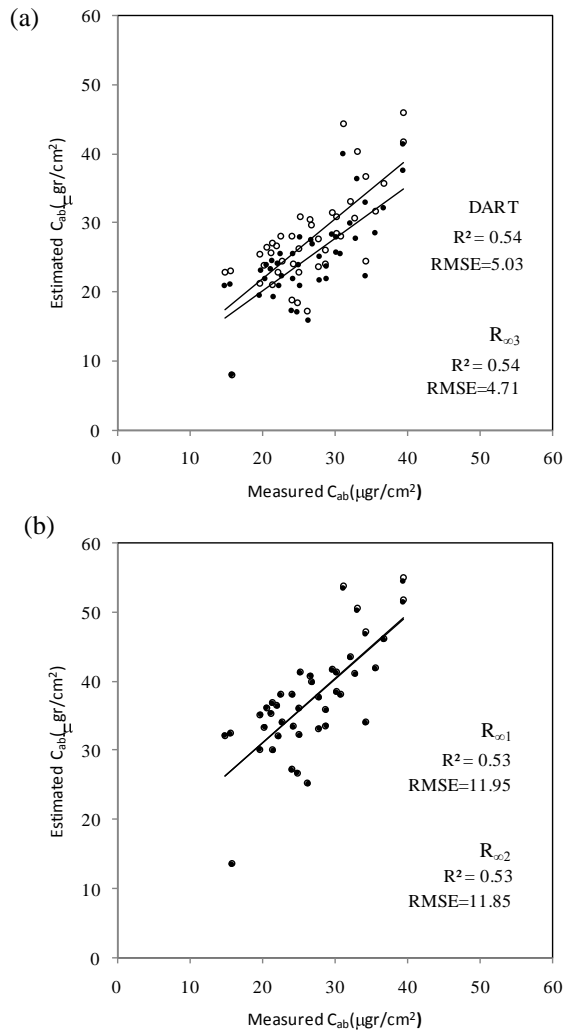 (a)
60
50
40
30
20
10
0
Estimated Cab(μgr/cm²)
μ
DART
R² = 0.54
RMSE=5.03
R∞3
R² = 0.54
RMSE=4.71
0 10 20 30 40 50 60
Measured Cab(μgr/cm²)
(b)
60
50
40
30
20
10
0
Estimated Cab(μgr/cm²)
μ
R∞1
R² = 0.53
RMSE=11.95
R∞2
R² = 0.53
RMSE=11.85
0 10 20 30 40 50 60
Measured Cab(μgr/cm²)